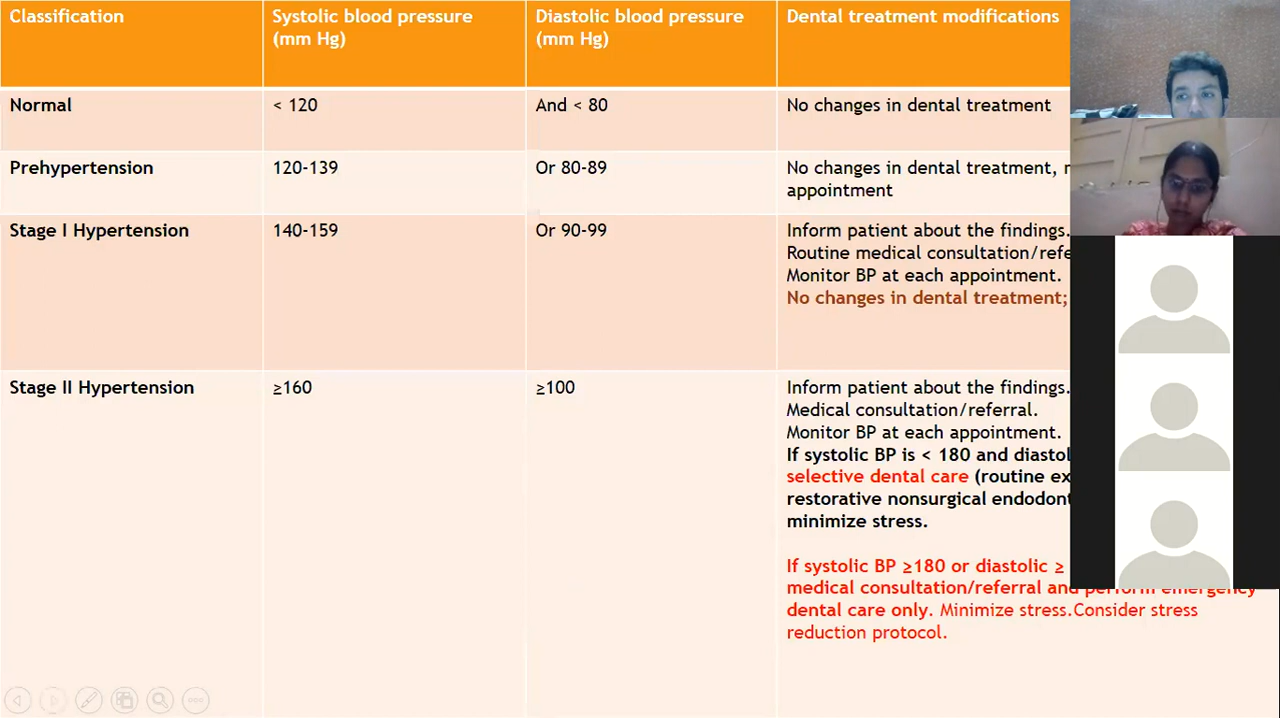 Classification
Systolic blood pressure
(mm Hg)
Diastolic blood pressure
(mm Hg)
Dental treatment modifications
Normal
< 120
And < 80
No changes in dental treatment
Prehypertension
120-139
Or 80-89
No changes in dental treatment,
appointment
Stage I Hypertension
140-159
Or 90-99
Inform patient about the findings.
Routine medical consultation/
Monitor BP at each appointment.
No changes in dental treatment;
Stage II Hypertension
≥160
≥100
Inform patient about the findings.
Medical consultation/referral.
Monitor BP at each appointment.
If systolic BP is < 180 and
selective dental care (routine
restorative nonsurgical
minimize stress.
If systolic BP ≥180 or diastolic ≥
medical consultation/referral and perform emergency
dental care only. Minimize stress.Consider stress
reduction protocol.